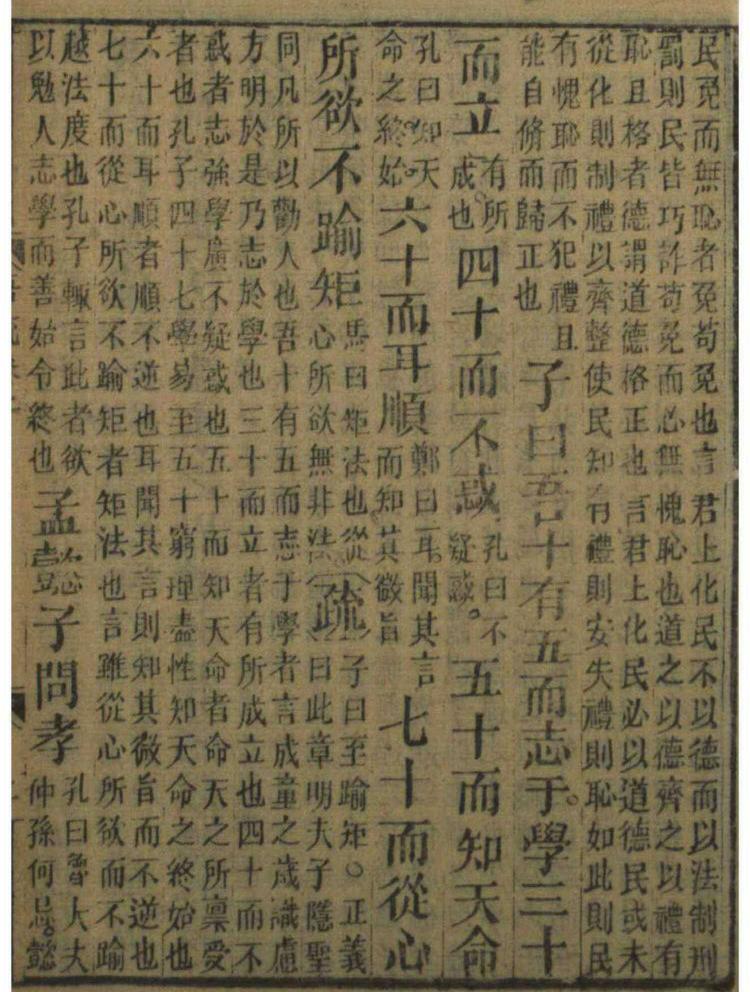 民免而無恥者免苟免也言君上化民不以德而以法制刑
罰則民皆巧詐苟免而心無愧恥也道之以德齊之以禮有
恥且格者德謂道德格正也言君上化民必以道德民或未
從化則制禮以齊整使民知有禮則安失禮則恥如此則民
有愧恥而不犯禮且
能自脩而歸正也
子曰吾十有五而志于學三十
而立
有所
成也
四十而不惑
孔曰不
疑惑
五十而知天命
孔曰知天
命之終始
六十而耳順
鄭曰耳聞其言
而知其微旨
七十而從心
所欲不踰矩
馬曰矩法也從
心所欲無非法
疏
子曰至踰矩○正義
曰此章明夫子隱聖
同凡所以勸人也吾十有五而志于學者言成童之歲識慮
方明於是乃志於學也三十而立者有所成立也四十而不
惑者志強學廣不疑惑也五十而知天命者命天之所稟受
者也孔子四十七學易至五十窮理盡性知天命之終始也
六十而耳順者順不逆也耳聞其言則知其微旨而不逆也
七十而從心所欲不踰矩者矩法也言雖從心所欲而不踰
越法度也孔子輒言此者欲
以勉人志學而善始令終也
孟懿子問孝
孔曰魯大夫
仲孫何忌懿